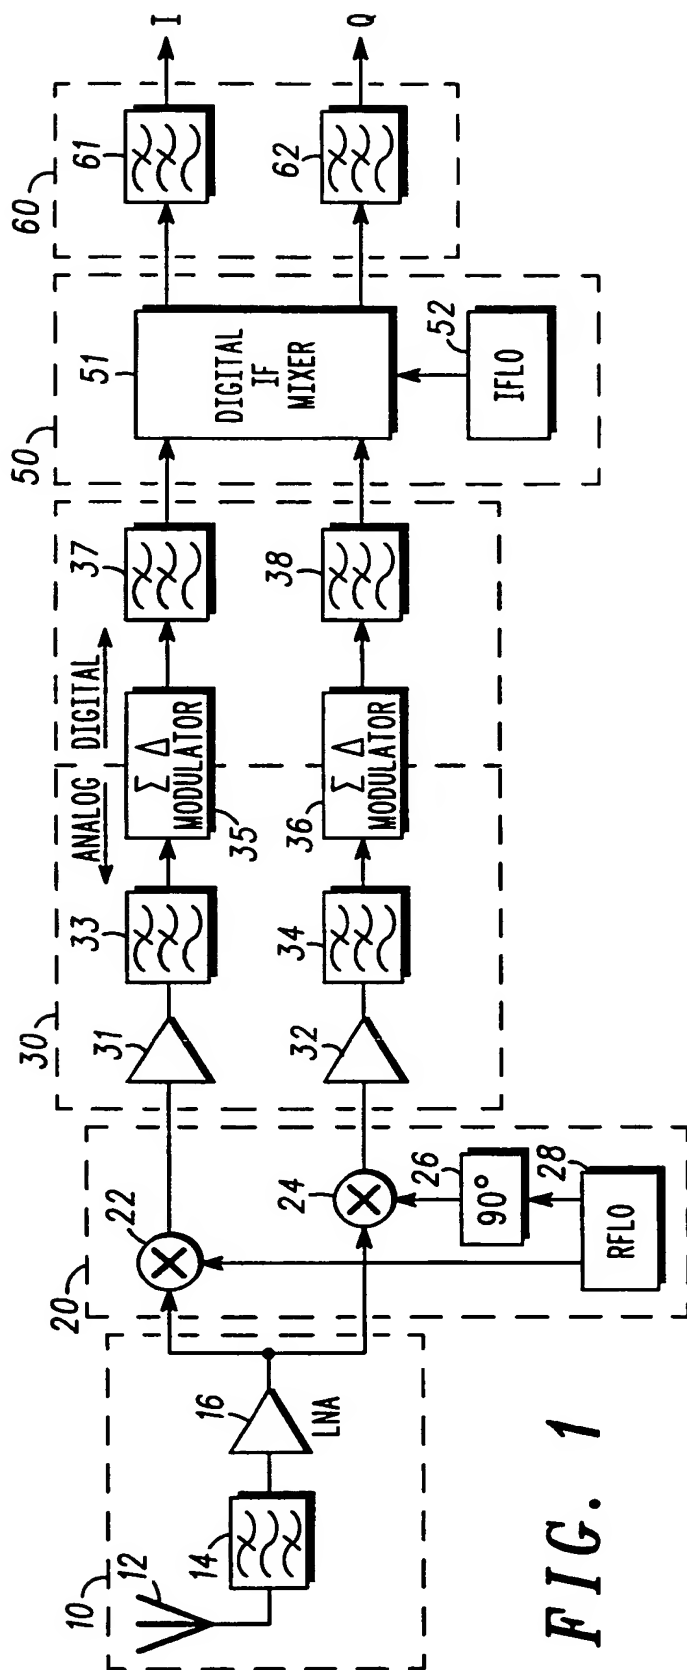 10
12
14
16
LNA
20
22
24
26
90°
28
RFLO
30
31
32
33
34
ANALOG
DIGITAL
Σ Δ
MODULATOR
35
Σ Δ
MODULATOR
36
37
38
50
51
DIGITAL
IF
MIXER
52
IFLO
60
61
62
I
Q
FIG. 1